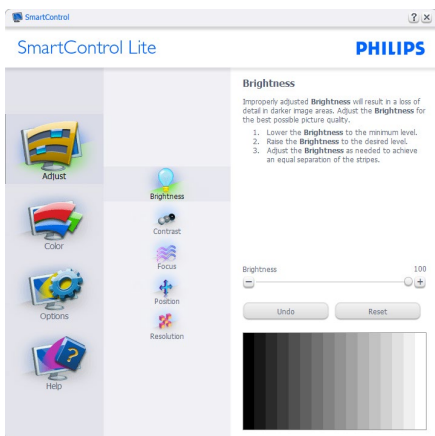 SmartControl
SmartControl Lite
PHILIPS
Adjust
Color
Options
Help
Brightness
Contrast
Focus
Position
Resolution
Brightness
Improperly adjusted Brightness will result in a loss of
detail in darker image areas. Adjust the Brightness for
the best possible picture quality.
1. Lower the Brightness to the minimum level.
2. Raise the Brightness to the desired level.
3. Adjust the Brightness as needed to achieve
an equal separation of the stripes.
Brightness 100
Undo Reset